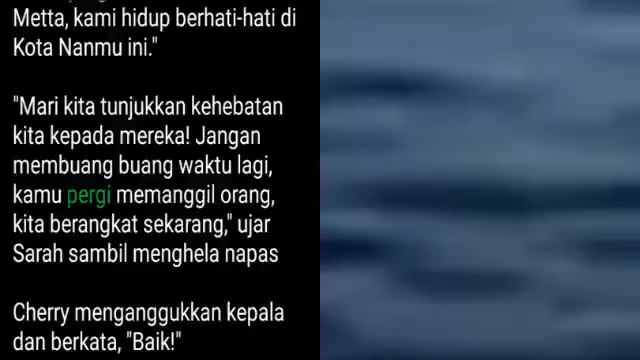 Metta, kami hidup berhati-hati di
Kota Nanmu ini."
"Mari kita tunjukkan kehebatan
kita kepada mereka! Jangan
membuang buang waktu lagi,
kamu pergi memanggil orang,
kita berangkat sekarang," ujar
Sarah sambil menghela napas
Cherry menganggukkan kepala
dan berkata, "Baik!"